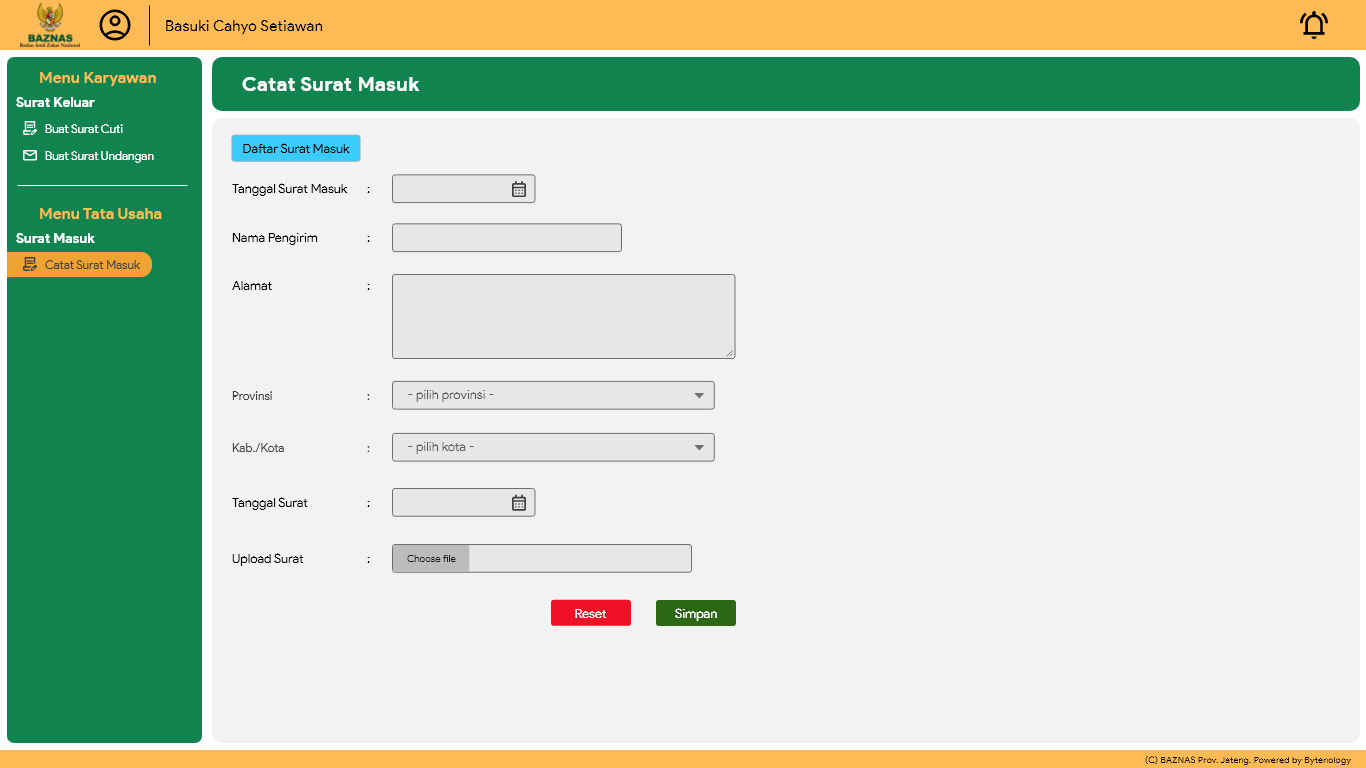 BAZNAS
Badan Amil Zakat Nasional
Basuki Cahyo Setiawan
Menu Karyawan
Surat Keluar
Buat Surat Cuti
Buat Surat Undangan
Menu Tata Usaha
Surat Masuk
Catat Surat Masuk
Catat Surat Masuk
Daftar Surat Masuk
Tanggal Surat Masuk :
Nama Pengirim :
Alamat :
Provinsi : - pilih provinsi -
Kab./Kota : - pilih kota -
Tanggal Surat :
Upload Surat : Choose file
Reset Simpan
(C) BAZNAS Prov. Jateng. Powered by Bytenology